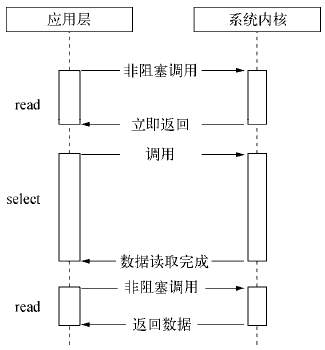 应用层 系统内核
非阻塞调用
read
立即返回
调用
select
数据读取完成
非阻塞调用
read
返回数据